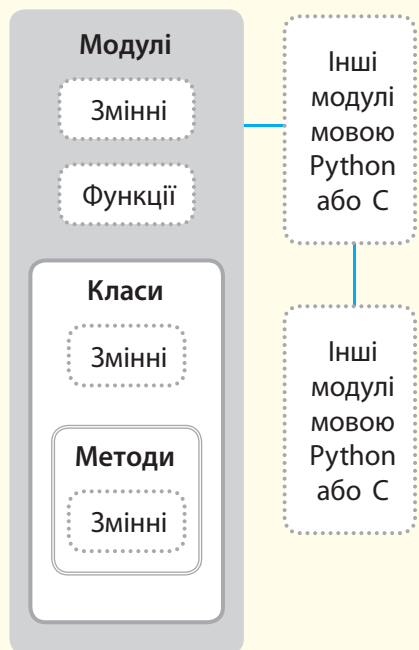 Модулі
Змінні
Функції
Класи
Змінні
Методи
Змінні
Інші
модулі
мовою
Python
або С
Інші
модулі
мовою
Python
або С